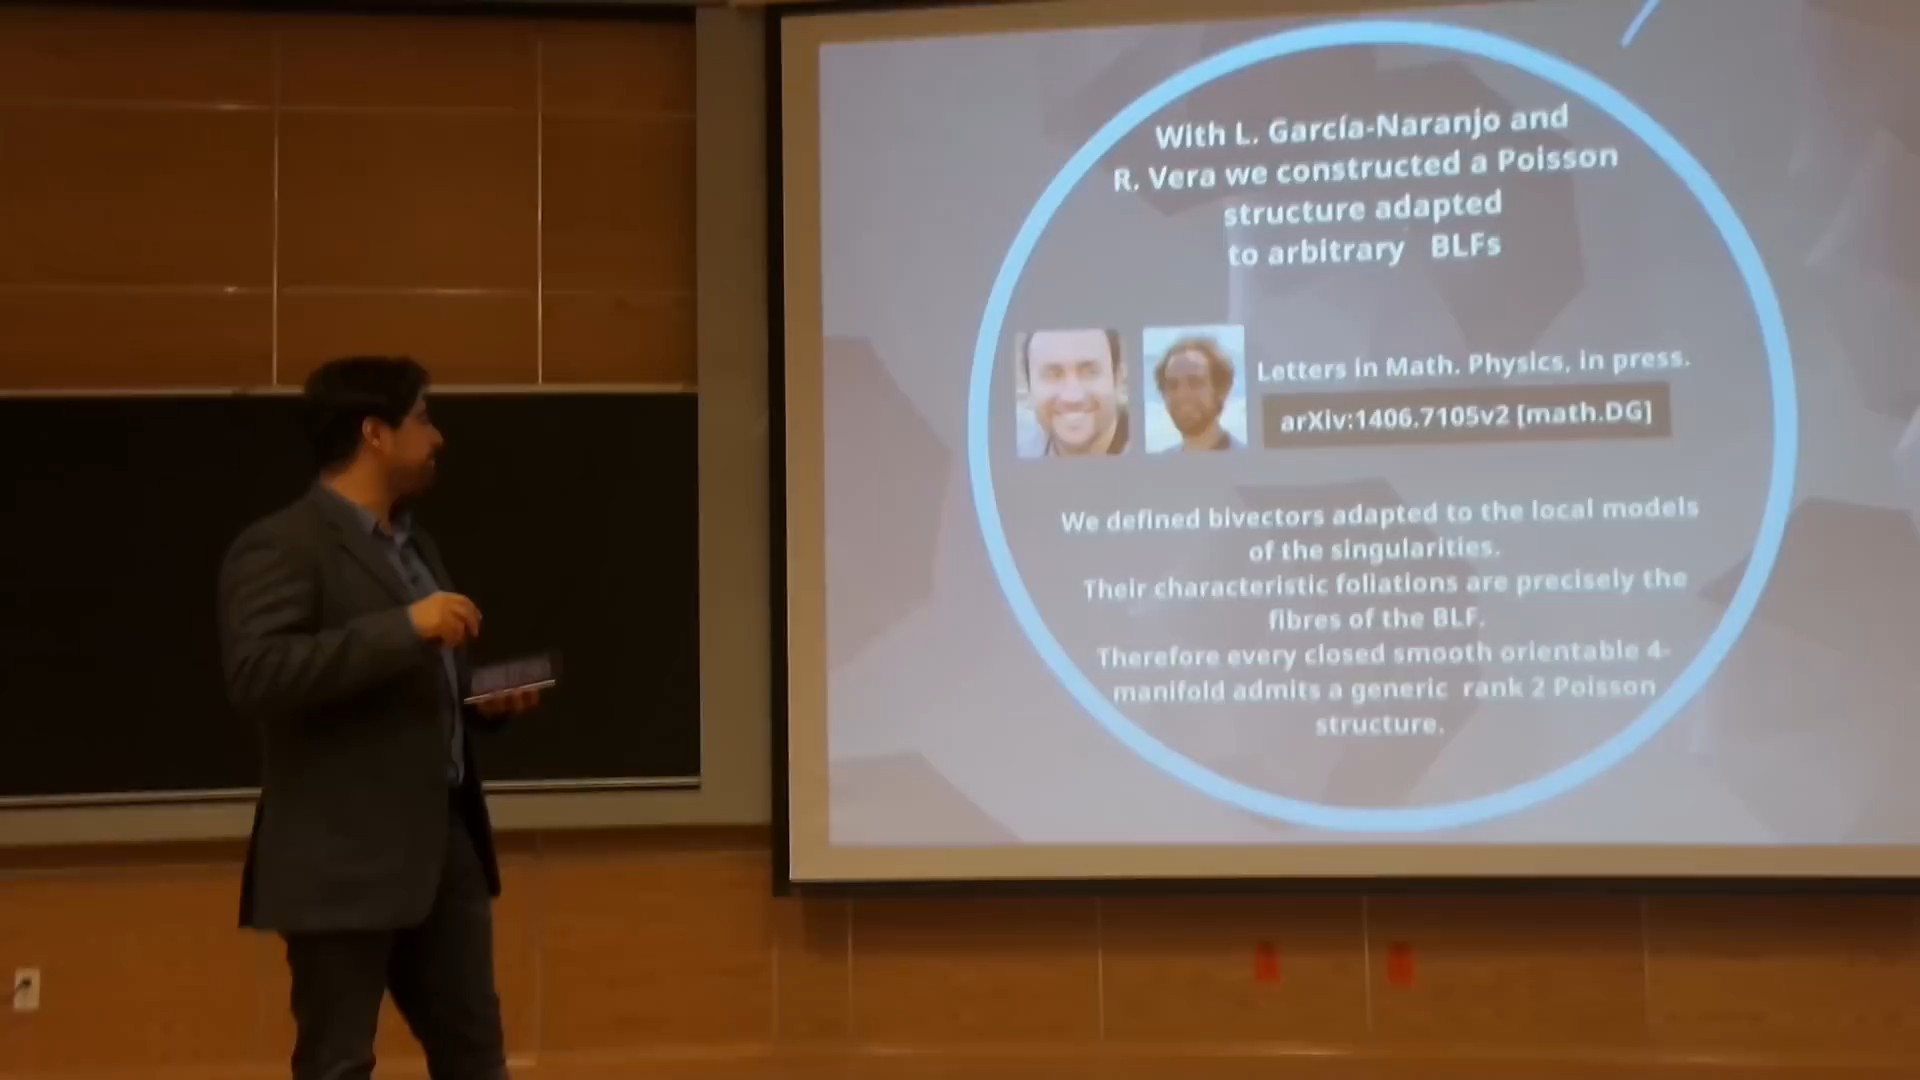 With L. García-Naranjo and
R. Vera we constructed a Poisson
structure adapted
to arbitrary BLFs
Letters in Math. Physics, in press.
arXiv:1406.7105v2 [math.DG]
We defined bivectors adapted to the local models
of the singularities.
Their characteristic foliations are precisely the
fibres of the BLF.
Therefore every closed smooth orientable 4-
manifold admits a generic rank 2 Poisson
structure.